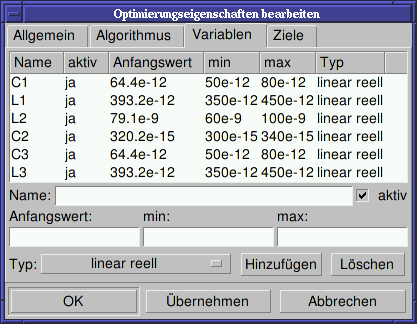 Optimierungseigenschaften bearbeiten
Allgemein Algorithmus Variablen Ziele
Name aktiv Anfangswert min max Typ
C1 ja 64.4e-12 50e-12 80e-12 linear reell
L1 ja 393.2e-12 350e-12 450e-12 linear reell
L2 ja 79.1e-9 60e-9 100e-9 linear reell
C2 ja 320.2e-15 300e-15 340e-15 linear reell
C3 ja 64.4e-12 50e-12 80e-12 linear reell
L3 ja 393.2e-12 350e-12 450e-12 linear reell
Name: aktiv
Anfangswert: min: max:
Typ: linear reell Hinzufügen Löschen
OK Übernehmen Abbrechen